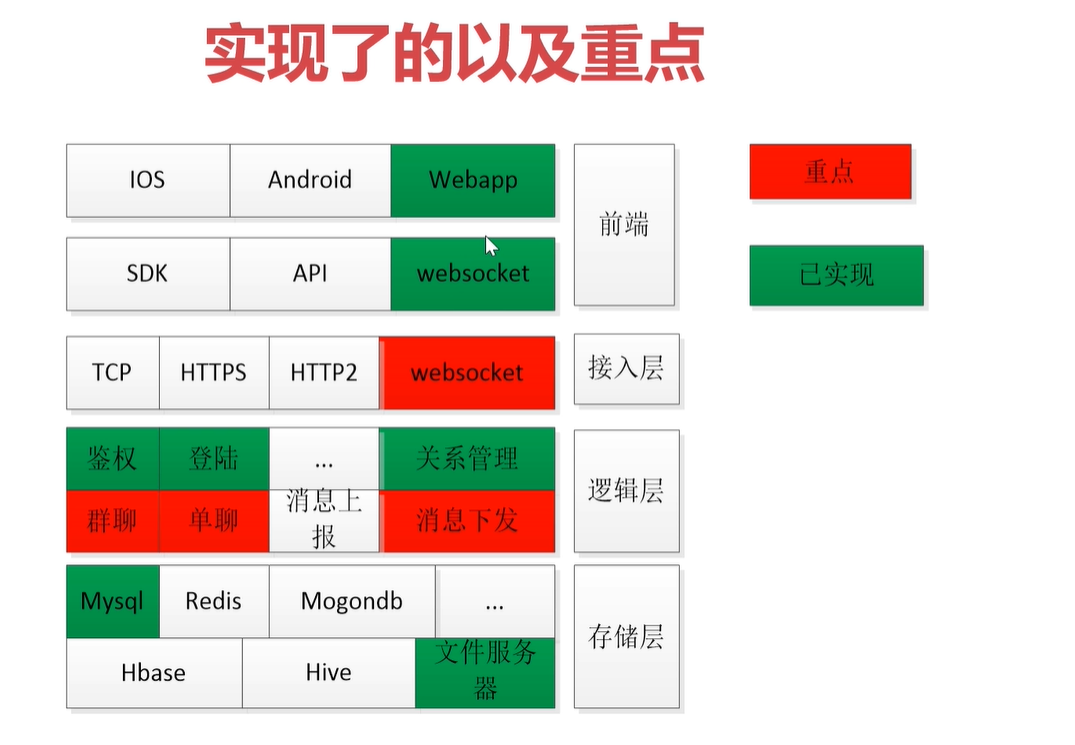 实现了的以及重点
IOS Android Webapp
前端
重点
SDK API websocket
已实现
TCP HTTPS HTTP2 websocket
接入层
鉴权 登陆 ... 关系管理
逻辑层
群聊 单聊 消息上
报 消息下发
Mysql Redis Mogondb ...
存储层
Hbase Hive 文件服务
器